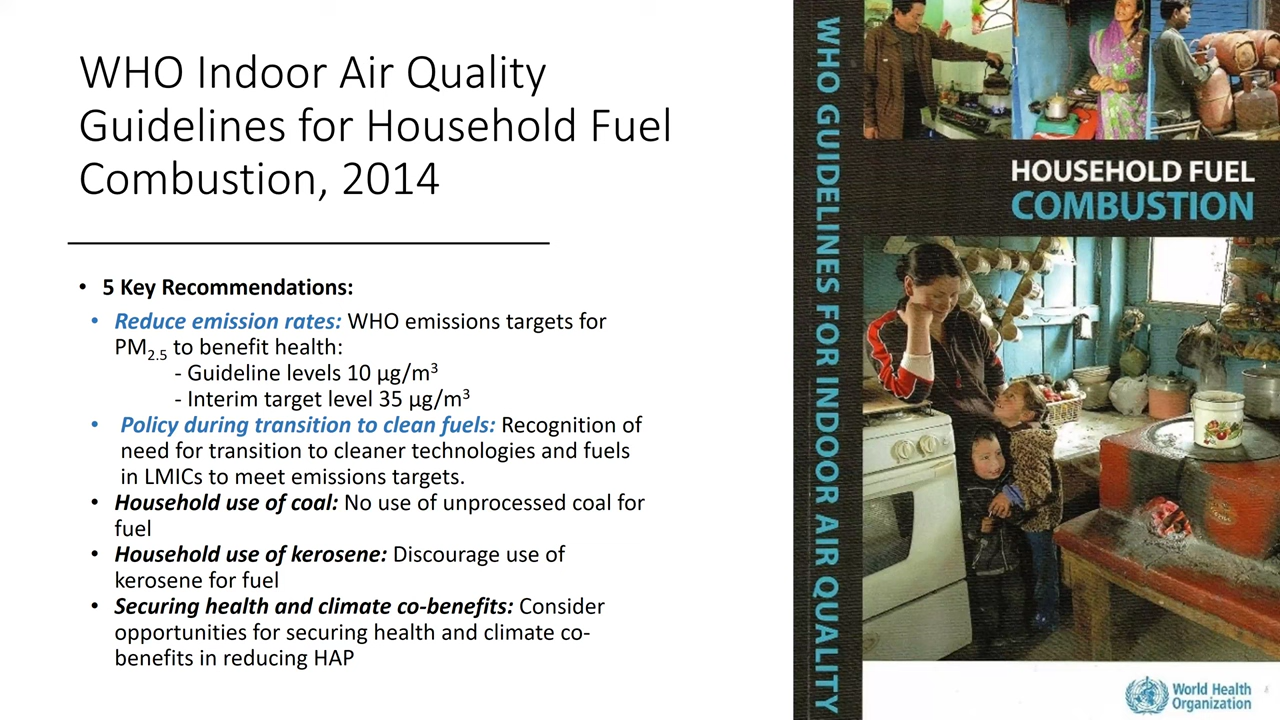 WHO Indoor Air Quality
Guidelines for Household Fuel
Combustion, 2014
• 5 Key Recommendations:
• Reduce emission rates: WHO emissions targets for
PM2.5 to benefit health:
- Guideline levels 10 µg/m3
- Interim target level 35 µg/m3
• Policy during transition to clean fuels: Recognition of
need for transition to cleaner technologies and fuels
in LMICs to meet emissions targets.
• Household use of coal: No use of unprocessed coal for
fuel
• Household use of kerosene: Discourage use of
kerosene for fuel
• Securing health and climate co-benefits: Consider
opportunities for securing health and climate co-
benefits in reducing HAP
WHO GUIDELINES FOR INDOOR AIR QUALITY
HOUSEHOLD FUEL
COMBUSTION
World Health
Organization